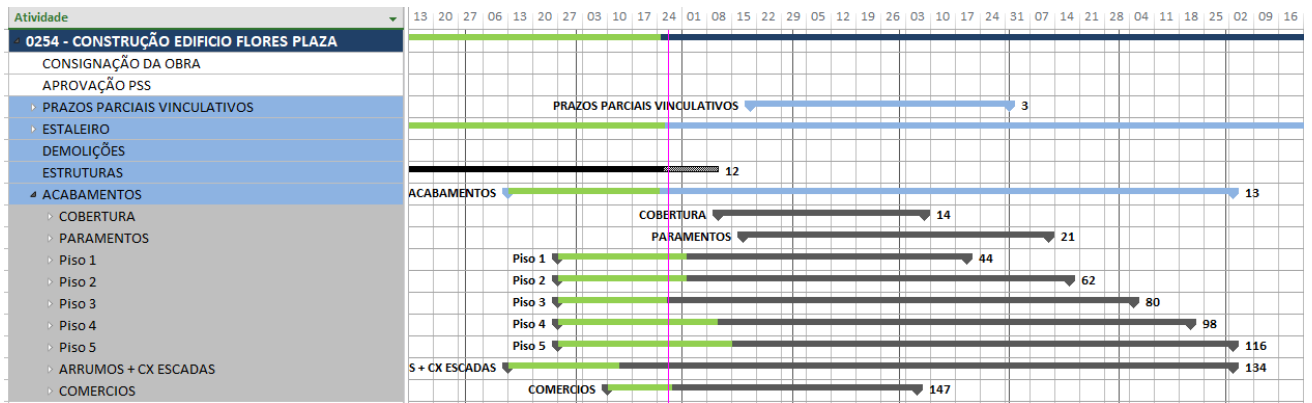 Atividade 13 20 27 06 13 20 27 03 10 17 24 01 08 15 22 29 05 12 19 26 03 10 17 24 31 07 14 21 28 04 11 18 25 02 09 16
0254 - CONSTRUÇÃO EDIFICIO FLORES PLAZA
CONSIGNAÇÃO DA OBRA
APROVAÇÃO PSS
PRAZOS PARCIAIS VINCULATIVOS PRAZOS PARCIAIS VINCULATIVOS 3
ESTALEIRO
DEMOLIÇÕES
ESTRUTURAS 12
ACABAMENTOS ACABAMENTOS 13
COBERTURA COBERTURA 14
PARAMENTOS PARAMENTOS 21
Piso 1 Piso 1 44
Piso 2 Piso 2 62
Piso 3 Piso 3 80
Piso 4 Piso 4 98
Piso 5 Piso 5 116
ARRUMOS + CX ESCADAS S + CX ESCADAS 134
COMERCIOS COMERCIOS 147